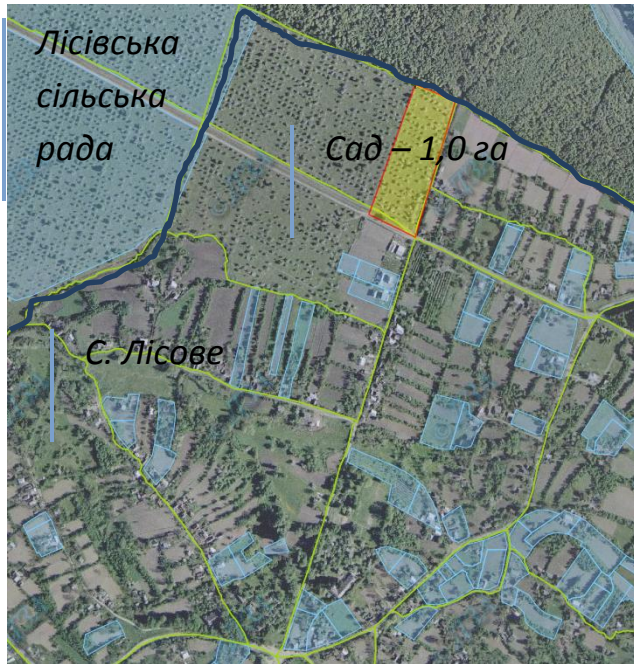 Лісівська
сільська
рада
Сад – 1,0 га
С. Лісове